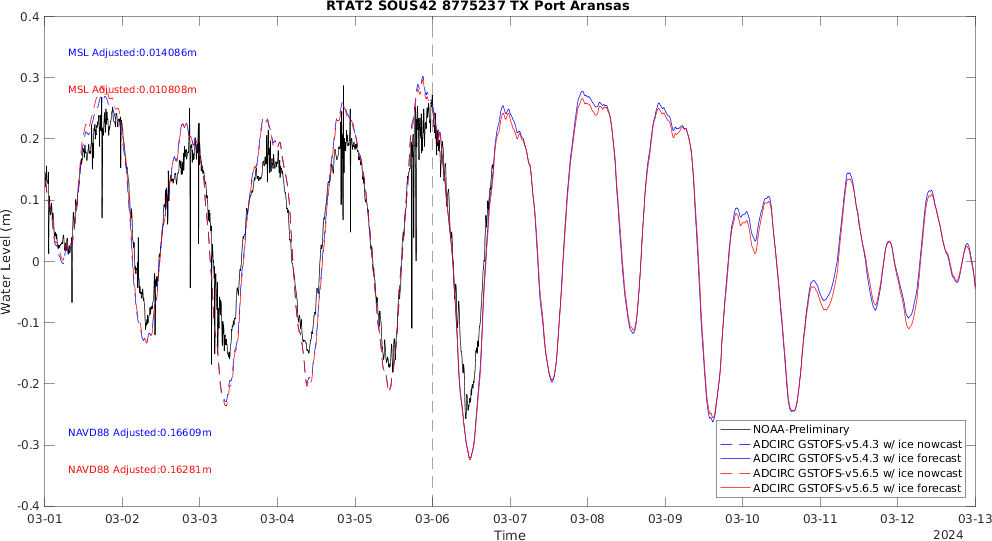 RTAT2 SOUS42 8775237 TX Port Aransas
MSL Adjusted:0.014086m
MSL Adjusted:0.010808m
NAVD88 Adjusted:0.16609m
NAVD88 Adjusted:0.16281m
Water Level (m)
0.4
0.3
0.2
0.1
0
-0.1
-0.2
-0.3
-0.4
NOAA-Preliminary
ADCIRC GSTOFS-v5.4.3 w/ ice nowcast
ADCIRC GSTOFS-v5.4.3 w/ ice forecast
ADCIRC GSTOFS-v5.6.5 w/ ice nowcast
ADCIRC GSTOFS-v5.6.5 w/ ice forecast
03-01 03-02 03-03 03-04 03-05 03-06 03-07 03-08 03-09 03-10 03-11 03-12 03-13
Time
2024